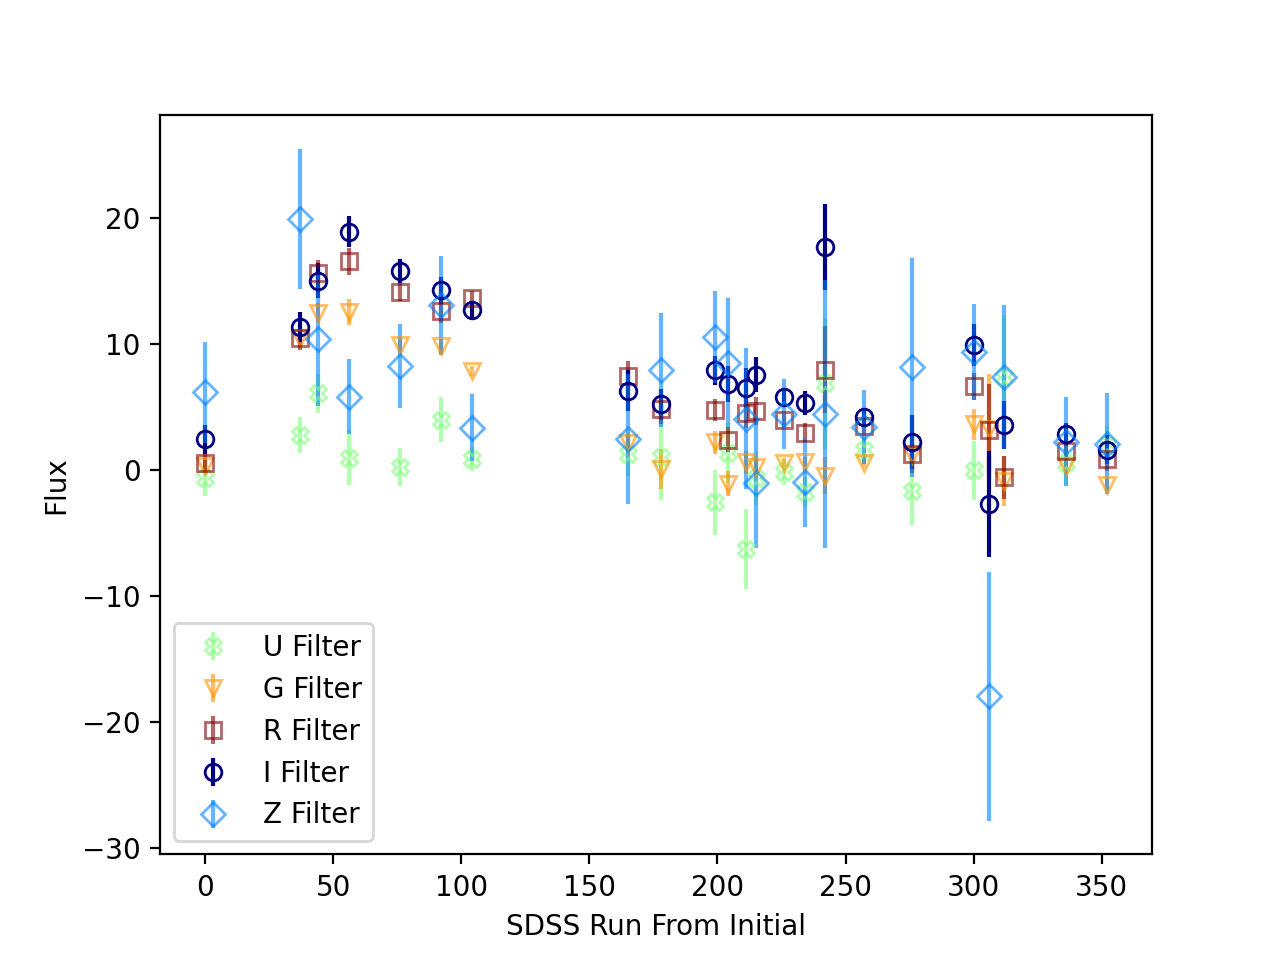 Flux
20
10
0
−10
−20
−30
U Filter
G Filter
R Filter
I Filter
Z Filter
0 50 100 150 200 250 300 350
SDSS Run From Initial